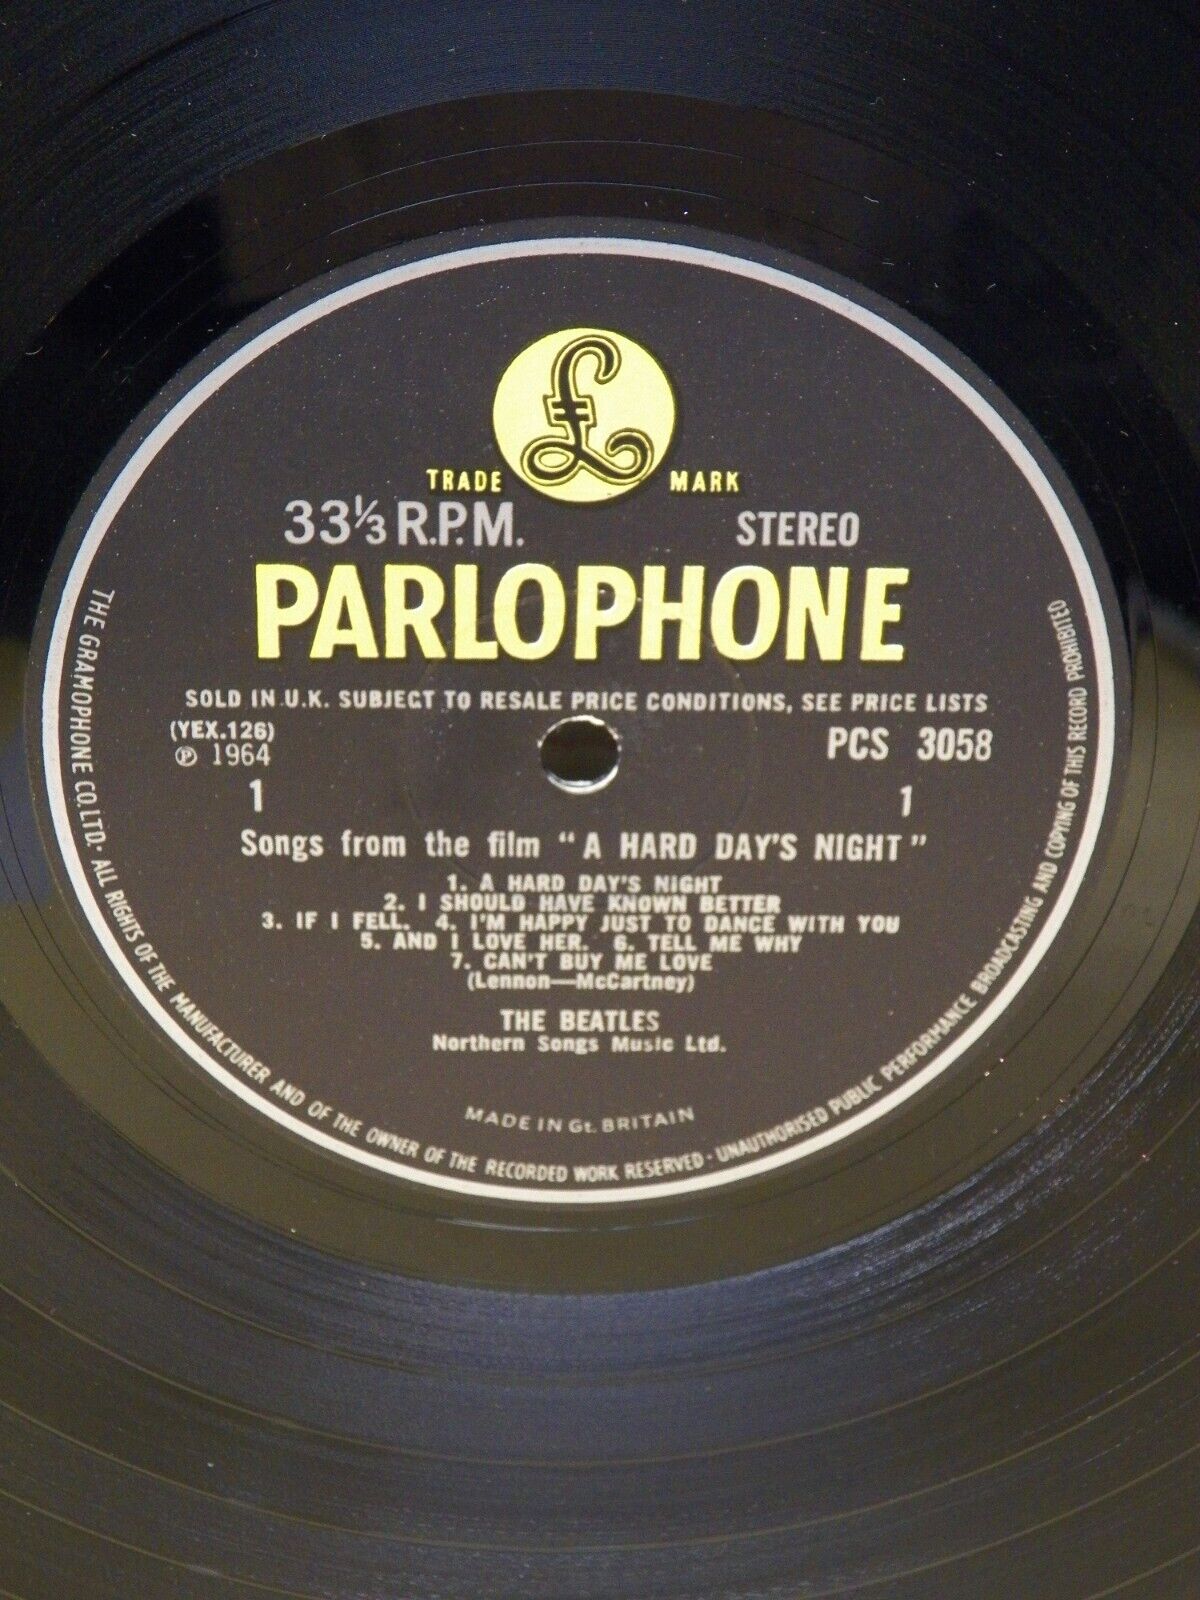 £
TRADE MARK
33⅓ R.P.M. STEREO
PARLOPHONE
SOLD IN U.K. SUBJECT TO RESALE PRICE CONDITIONS, SEE PRICE LISTS
(YEX.126)
℗ 1964 PCS 3058
1 1
Songs from the film "A HARD DAY'S NIGHT"
1. A HARD DAY'S NIGHT
2. I SHOULD HAVE KNOWN BETTER
3. IF I FELL. 4. I'M HAPPY JUST TO DANCE WITH YOU
5. AND I LOVE HER. 6. TELL ME WHY
7. CAN'T BUY ME LOVE
(Lennon—McCartney)
THE BEATLES
Northern Songs Music Ltd.
MADE IN Gt. BRITAIN
THE GRAMOPHONE CO.LTD. ALL RIGHTS OF THE MANUFACTURER AND OF THE OWNER OF THE RECORDED WORK RESERVED · UNAUTHORISED PUBLIC PERFORMANCE BROADCASTING AND COPYING OF THIS RECORD PROHIBITED